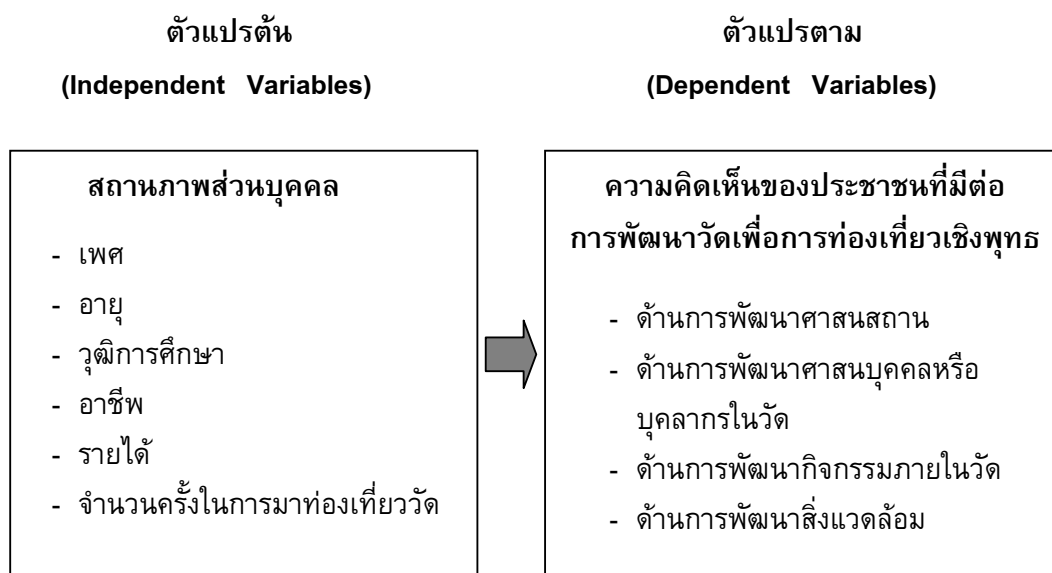 ตัวแปรต้น
(Independent Variables)
สถานภาพส่วนบุคคล
- เพศ
- อายุ
- วุฒิการศึกษา
- อาชีพ
- รายได้
- จำนวนครั้งในการมาท่องเที่ยววัด
ตัวแปรตาม
(Dependent Variables)
ความคิดเห็นของประชาชนที่มีต่อ
การพัฒนาวัดเพื่อการท่องเที่ยวเชิงพุทธ
- ด้านการพัฒนาศาสนสถาน
- ด้านการพัฒนาศาสนบุคคลหรือ
บุคลากรในวัด
- ด้านการพัฒนากิจกรรมภายในวัด
- ด้านการพัฒนาสิ่งแวดล้อม